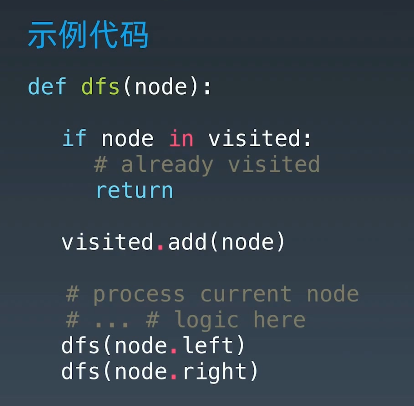 示例代码
def dfs(node):
    if node in visited:
        # already visited
        return
    visited.add(node)
    # process current node
    # ... # logic here
    dfs(node.left)
    dfs(node.right)